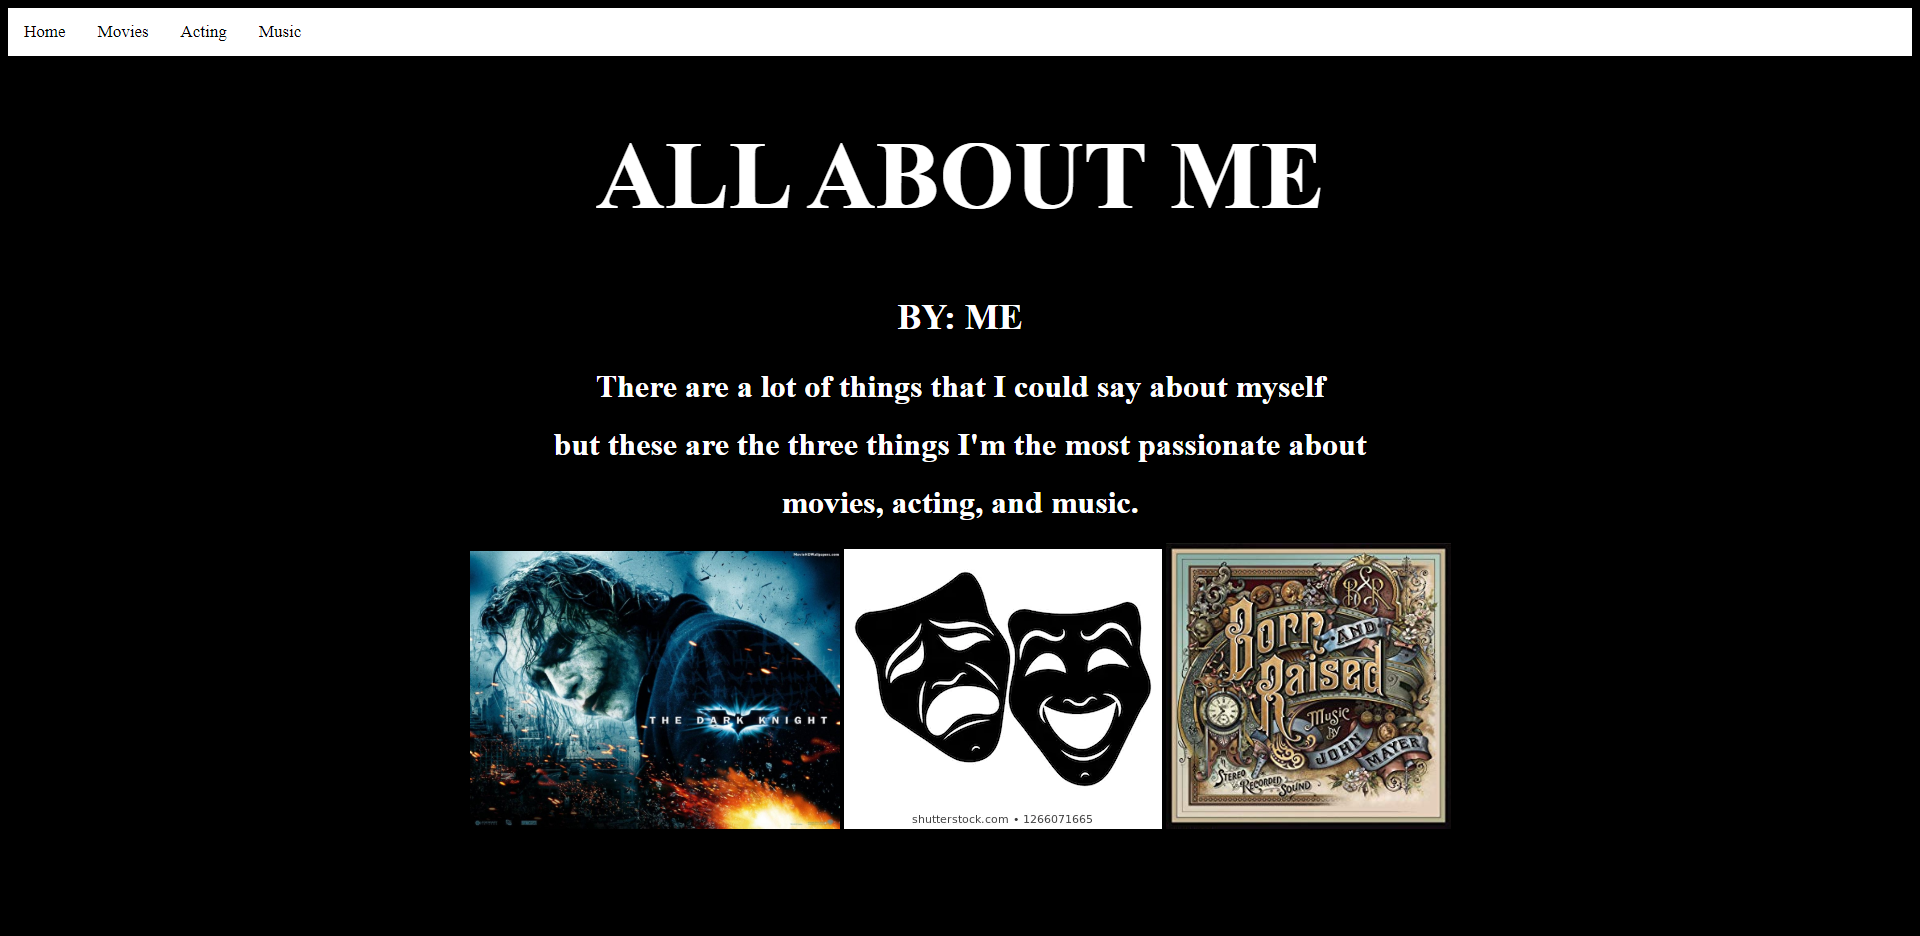 Home Movies Acting Music
ALL ABOUT ME
BY: ME
There are a lot of things that I could say about myself
but these are the three things I'm the most passionate about
movies, acting, and music.
THE DARK KNIGHT
shutterstock.com • 1266071665
B&R
Born AND
Raised
Music
BY
JOHN MAYER
STEREO
RECORDED
SOUND